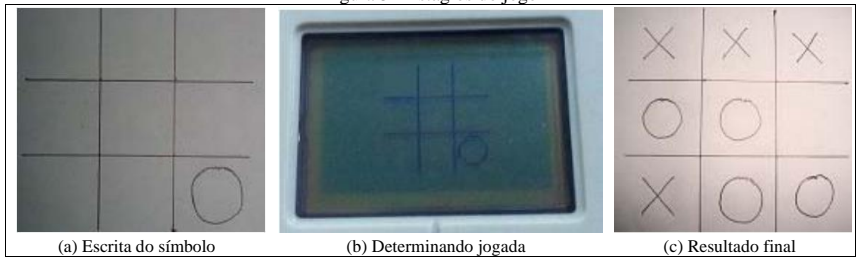 (a) Escrita do símbolo
(b) Determinando jogada
(c) Resultado final
X X X
O O
X O O
O
O